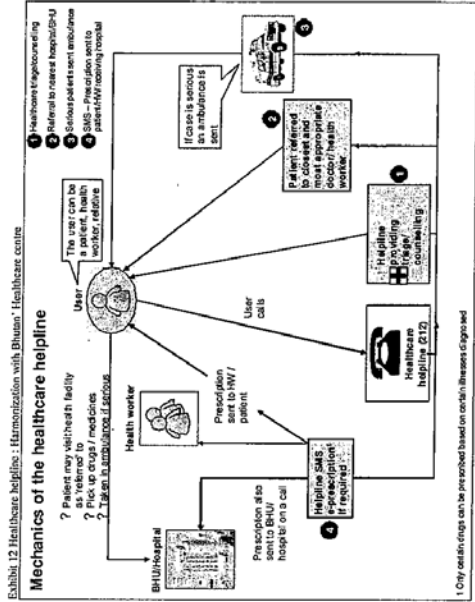 Exhibit 12 Healthcare helpline : Harmonization with Bhutan' Healthcare centre
Mechanics of the healthcare helpline
1 Healthcare triage/counselling
2 Referral to nearest hospital/BHU
3 Serious patients sent ambulance
4 SMS – Prescription sent to
patient/HW/receiving hospital
? Patient may visit health facility
as 'referred' to
? Pick up drugs / medicines
? Taken in ambulance if serious
User
The user can be
a patient, health
worker, relative
If case is serious
an ambulance is
sent
3
BHU/Hospital
Health worker
Prescription
sent to HW /
patient
User
calls
2
Patient referred
to closest and
most appropriate
doctor/health
worker
Prescription also
sent to BHU/
hospital on a call
1
Helpline
providing
triage/
counselling
4
Helpline SMS
e-prescription¹
if required
Healthcare
helpline (212)
1 Only certain drugs can be prescribed based on certain illnesses diagnosed